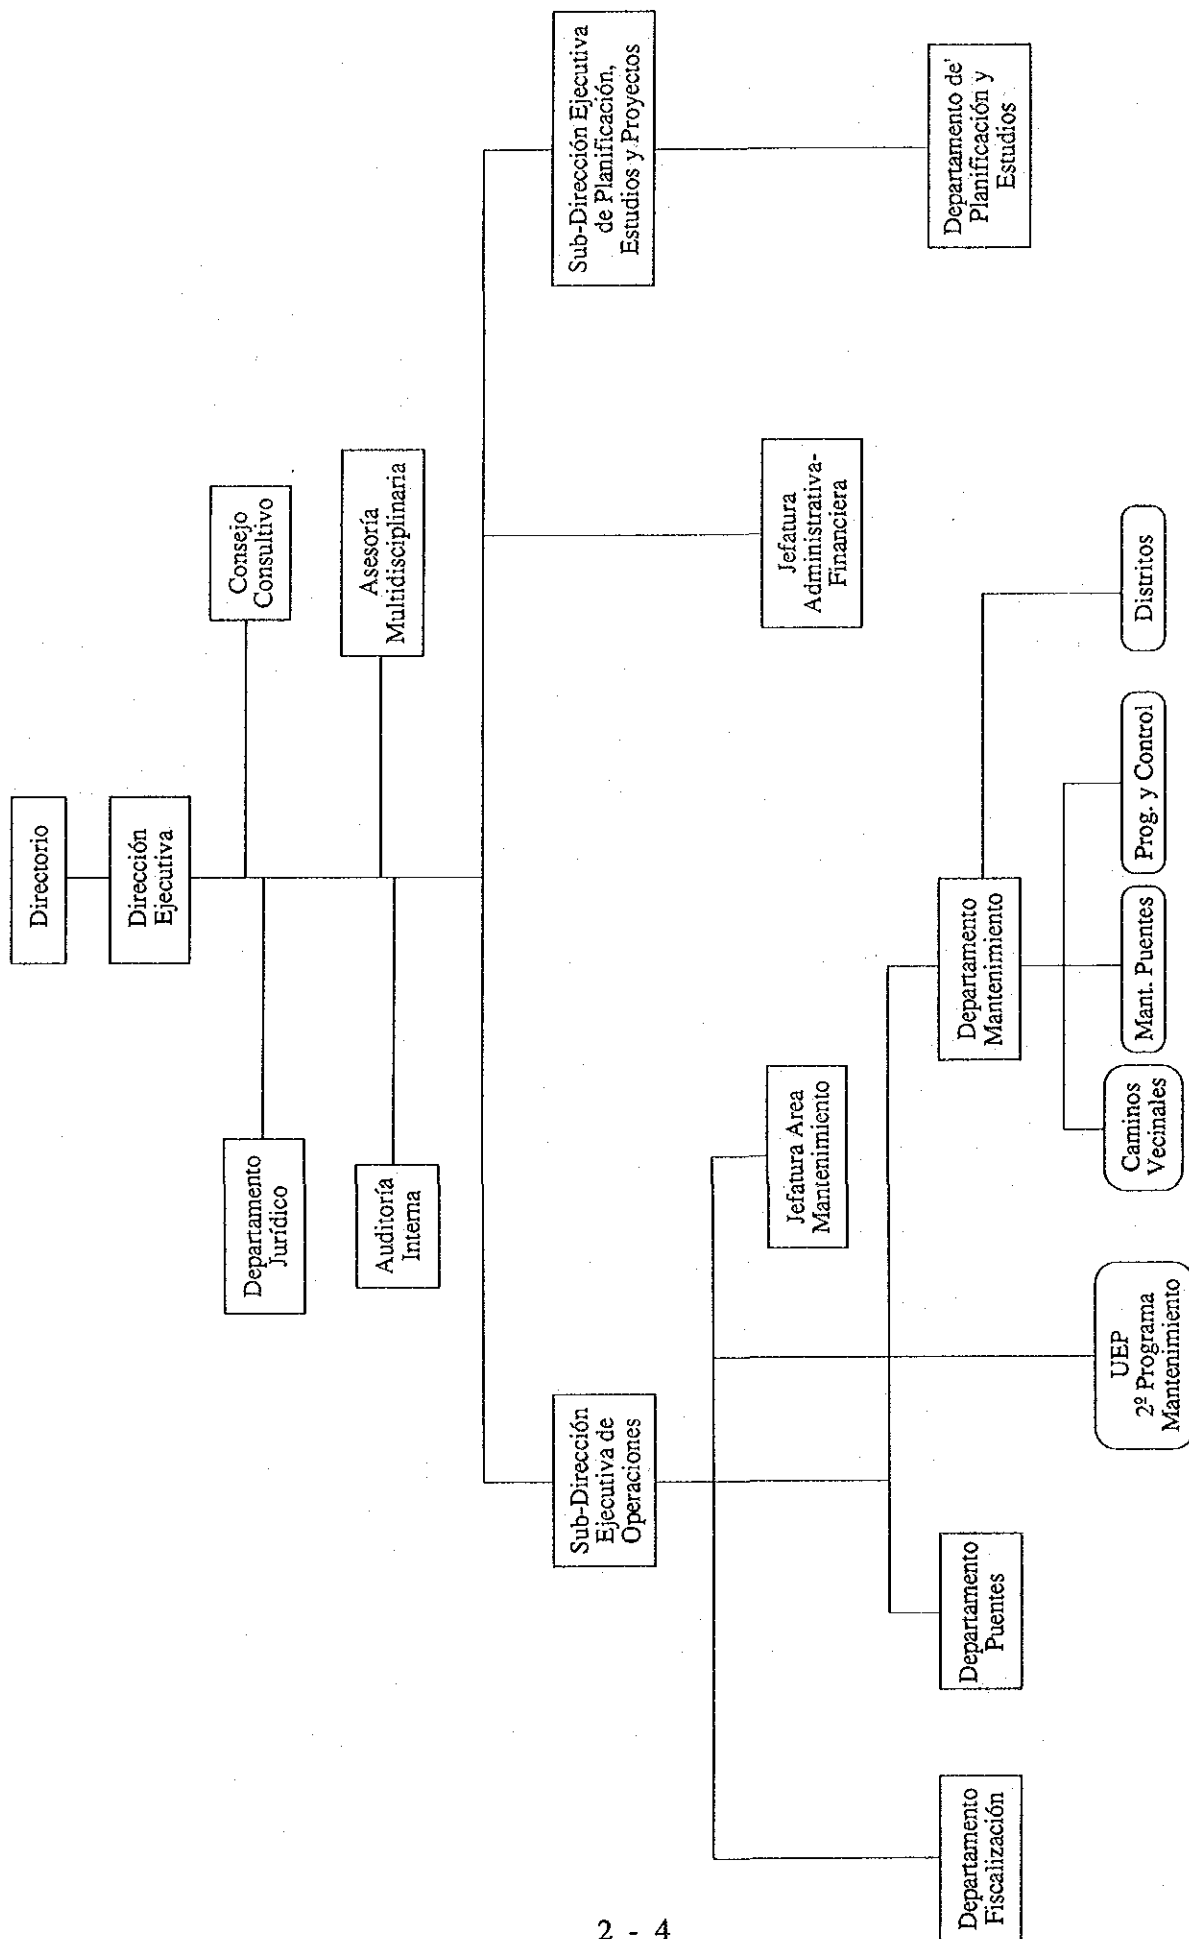 Directorio
Dirección
Ejecutiva
Consejo
Consultivo
Departamento
Jurídico
Asesoría
Multidisciplinaria
Auditoría
Interna
Sub-Dirección
Ejecutiva de
Operaciones
Sub-Dirección Ejecutiva
de Planificación,
Estudios y Proyectos
Jefatura Area
Mantenimiento
Jefatura
Administrativa-
Financiera
Departamento
Fiscalización
Departamento
Puentes
Departamento
Mantenimiento
Departamento de'
Planificación y
Estudios
UEP
2º Programa
Mantenimiento
Caminos
Vecinales
Mant. Puentes
Prog. y Control
Distritos
2 - 4